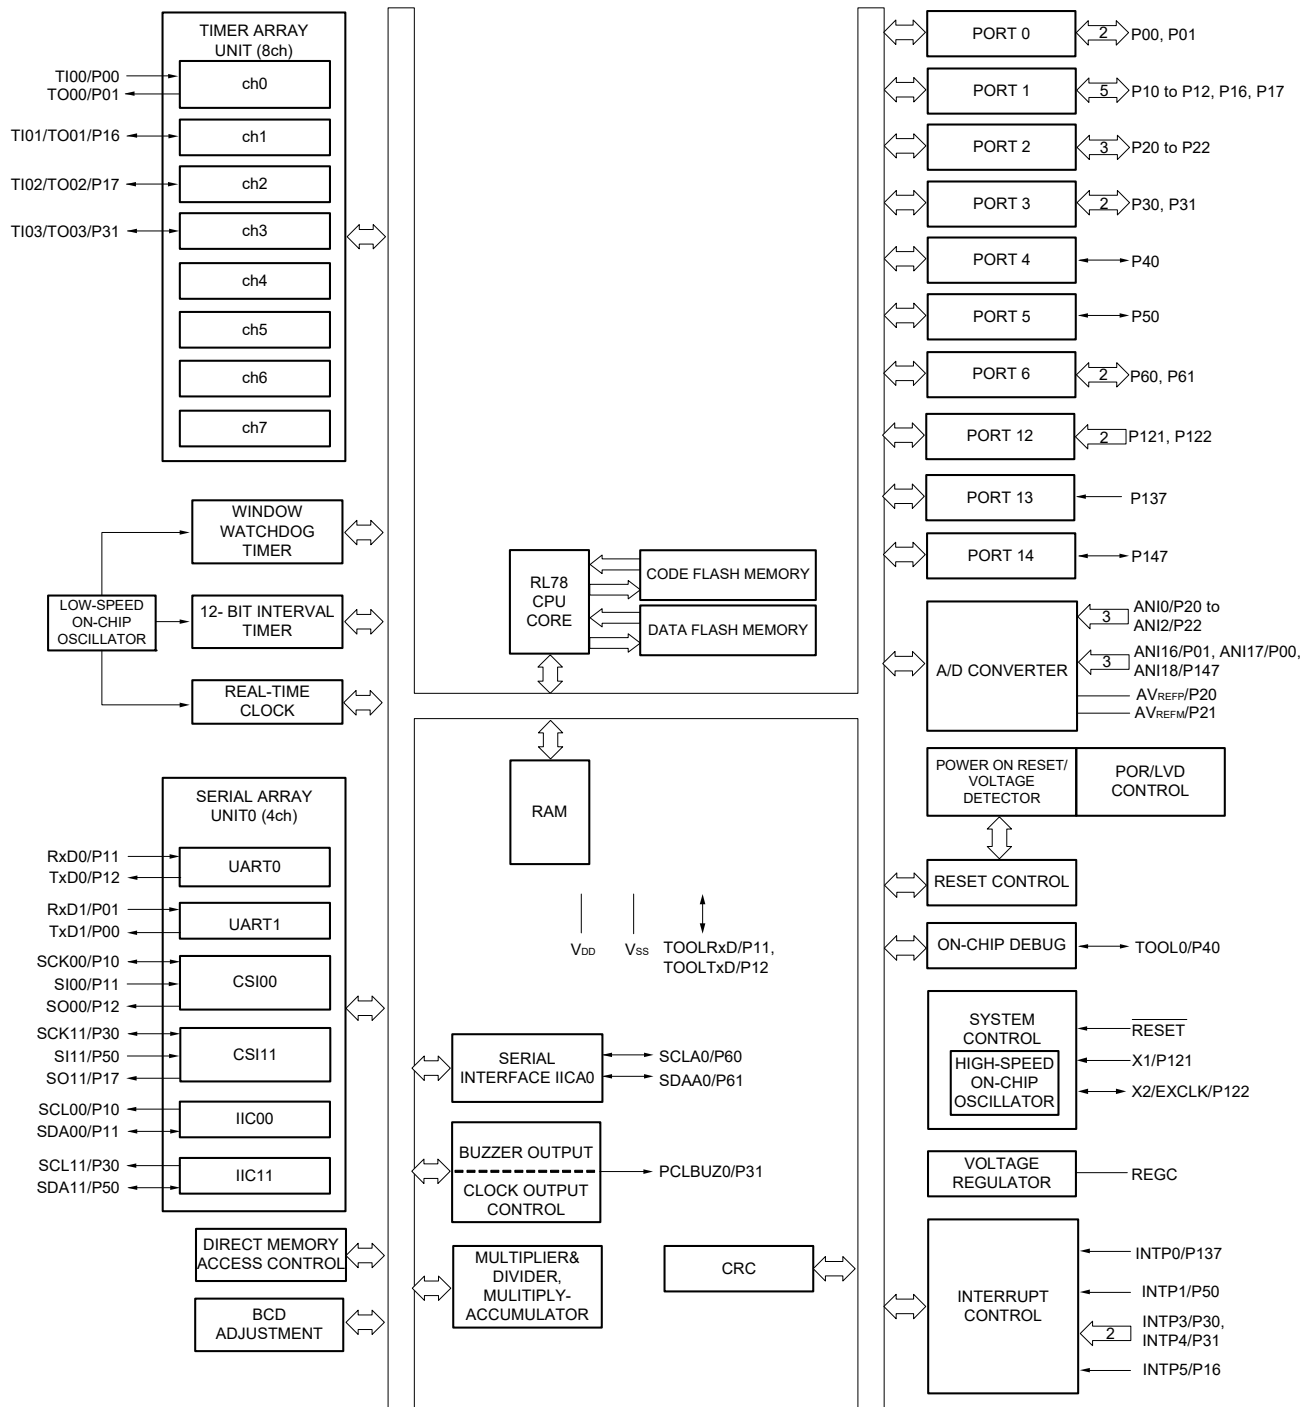 TIMER ARRAY
UNIT (8ch)
TI00/P00
TO00/P01
ch0
TI01/TO01/P16
ch1
TI02/TO02/P17
ch2
TI03/TO03/P31
ch3
ch4
ch5
ch6
ch7
WINDOW
WATCHDOG
TIMER
LOW-SPEED
ON-CHIP
OSCILLATOR
12- BIT INTERVAL
TIMER
REAL-TIME
CLOCK
SERIAL ARRAY
UNIT0 (4ch)
RxD0/P11
TxD0/P12
UART0
RxD1/P01
TxD1/P00
UART1
SCK00/P10
SI00/P11
SO00/P12
CSI00
SCK11/P30
SI11/P50
SO11/P17
CSI11
SCL00/P10
SDA00/P11
IIC00
SCL11/P30
SDA11/P50
IIC11
DIRECT MEMORY
ACCESS CONTROL
BCD
ADJUSTMENT
RL78
CPU
CORE
CODE FLASH MEMORY
DATA FLASH MEMORY
RAM
VDD
VSS
TOOLRxD/P11,
TOOLTxD/P12
SERIAL
INTERFACE IICA0
SCLA0/P60
SDAA0/P61
BUZZER OUTPUT
CLOCK OUTPUT
CONTROL
PCLBUZ0/P31
MULTIPLIER&
DIVIDER,
MULITIPLY-
ACCUMULATOR
CRC
PORT 0
2
P00, P01
PORT 1
5
P10 to P12, P16, P17
PORT 2
3
P20 to P22
PORT 3
2
P30, P31
PORT 4
P40
PORT 5
P50
PORT 6
2
P60, P61
PORT 12
2
P121, P122
PORT 13
P137
PORT 14
P147
A/D CONVERTER
3
ANI0/P20 to
ANI2/P22
3
ANI16/P01, ANI17/P00,
ANI18/P147
AVREFP/P20
AVREFM/P21
POWER ON RESET/
VOLTAGE
DETECTOR
POR/LVD
CONTROL
RESET CONTROL
ON-CHIP DEBUG
TOOL0/P40
SYSTEM
CONTROL
HIGH-SPEED
ON-CHIP
OSCILLATOR
RESET
X1/P121
X2/EXCLK/P122
VOLTAGE
REGULATOR
REGC
INTERRUPT
CONTROL
INTP0/P137
INTP1/P50
2
INTP3/P30,
INTP4/P31
INTP5/P16